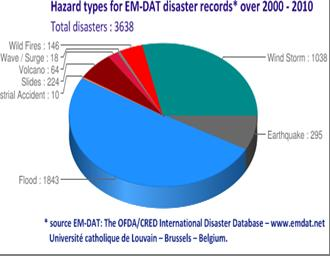 Hazard types for EM-DAT disaster records* over 2000 - 2010
Total disasters : 3638
Wild Fires : 146
Wave / Surge : 18
Volcano : 64
Slides : 224
strial Accident : 10
Wind Storm : 1038
Earthquake : 295
Flood : 1843
* source EM-DAT: The OFDA/CRED International Disaster Database – www.emdat.net
Université catholique de Louvain – Brussels – Belgium.